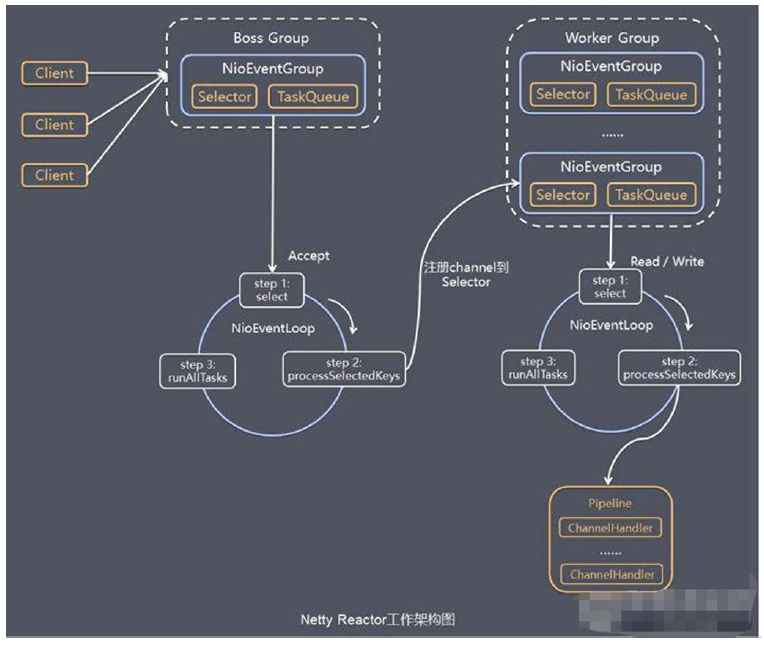 Boss Group
NioEventGroup
Selector
TaskQueue
Client
Client
Client
Worker Group
NioEventGroup
Selector
TaskQueue
......
NioEventGroup
Selector
TaskQueue
Accept
step 1:
select
NioEventLoop
step 2:
processSelectedKeys
step 3:
runAllTasks
注册channel到
Selector
Read / Write
step 1:
select
NioEventLoop
step 2:
processSelectedKeys
step 3:
runAllTasks
Pipeline
ChannelHandler
......
ChannelHandler
Netty Reactor工作架构图